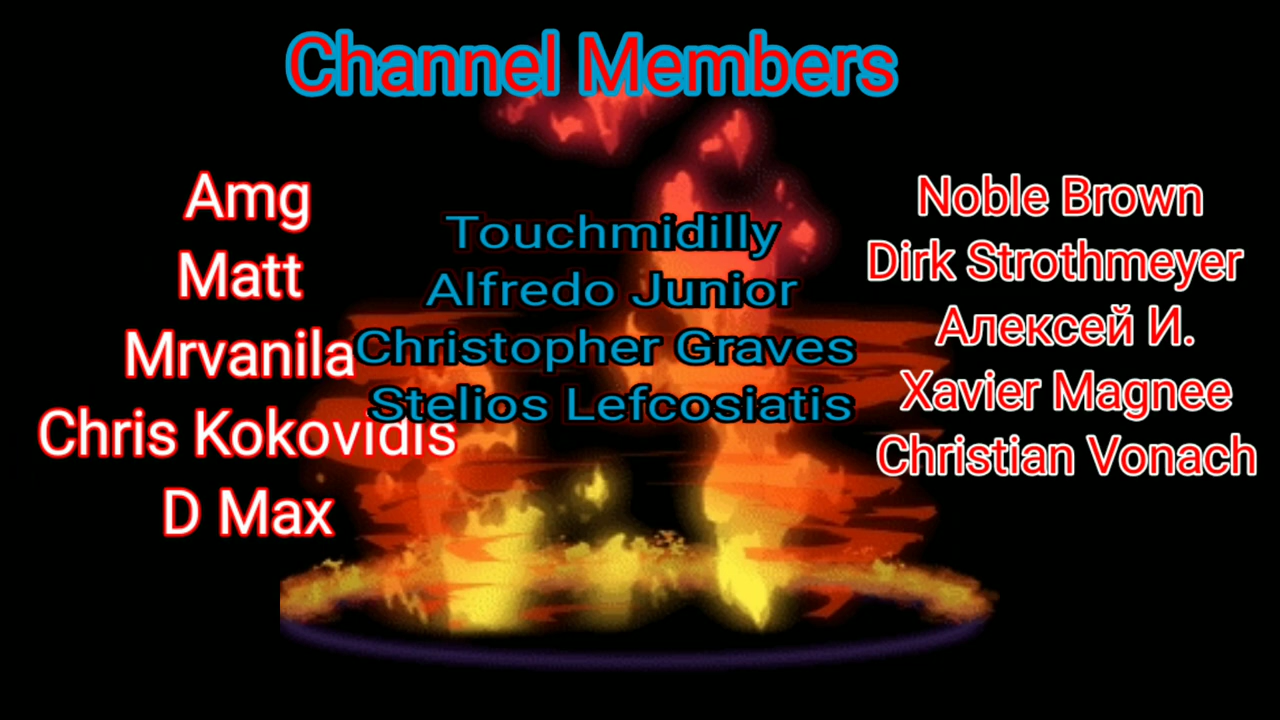 Channel Members
Amg
Matt
Mrvanila
Chris Kokovidis
D Max
Touchmidilly
Alfredo Junior
Christopher Graves
Stelios Lefcosiatis
Noble Brown
Dirk Strothmeyer
Алексей И.
Xavier Magnee
Christian Vonach